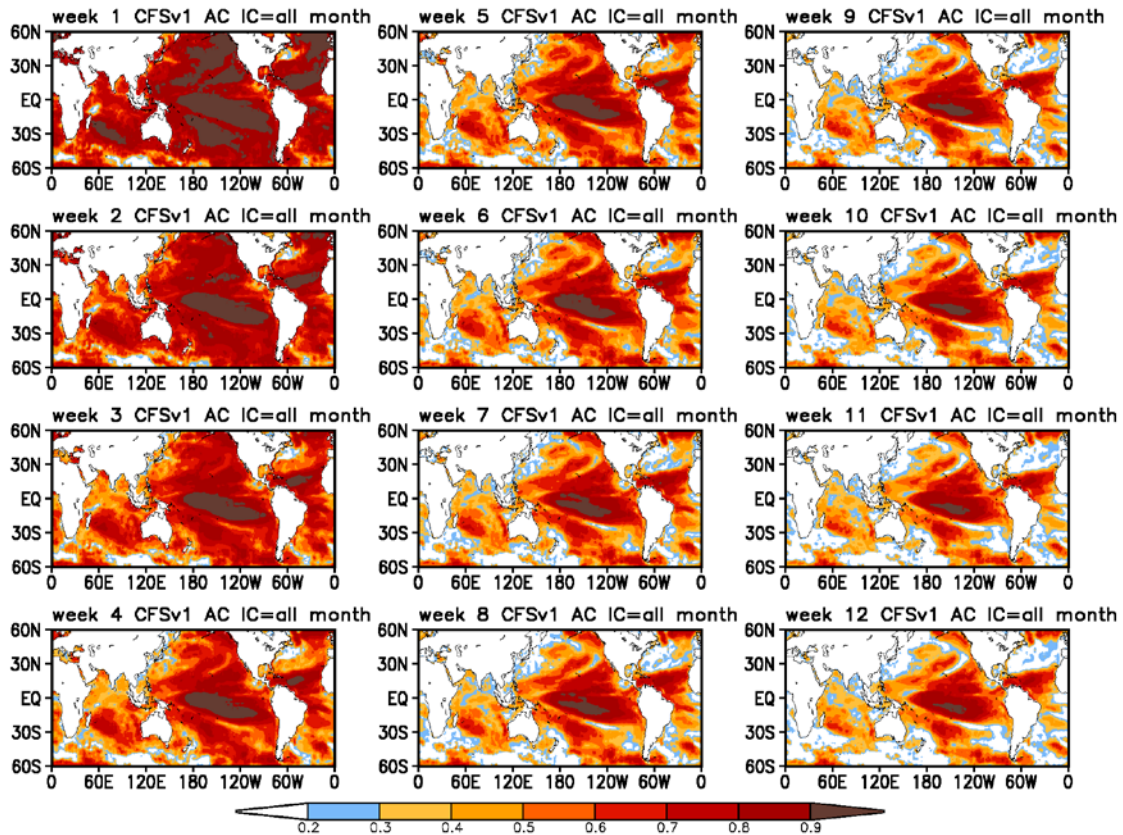 week 1 CFSv1 AC IC=all month
60N
30N
EQ
30S
60S
0 60E 120E 180 120W 60W 0
week 5 CFSv1 AC IC=all month
60N
30N
EQ
30S
60S
0 60E 120E 180 120W 60W 0
week 9 CFSv1 AC IC=all month
60N
30N
EQ
30S
60S
0 60E 120E 180 120W 60W 0
week 2 CFSv1 AC IC=all month
60N
30N
EQ
30S
60S
0 60E 120E 180 120W 60W 0
week 6 CFSv1 AC IC=all month
60N
30N
EQ
30S
60S
0 60E 120E 180 120W 60W 0
week 10 CFSv1 AC IC=all month
60N
30N
EQ
30S
60S
0 60E 120E 180 120W 60W 0
week 3 CFSv1 AC IC=all month
60N
30N
EQ
30S
60S
0 60E 120E 180 120W 60W 0
week 7 CFSv1 AC IC=all month
60N
30N
EQ
30S
60S
0 60E 120E 180 120W 60W 0
week 11 CFSv1 AC IC=all month
60N
30N
EQ
30S
60S
0 60E 120E 180 120W 60W 0
week 4 CFSv1 AC IC=all month
60N
30N
EQ
30S
60S
0 60E 120E 180 120W 60W 0
week 8 CFSv1 AC IC=all month
60N
30N
EQ
30S
60S
0 60E 120E 180 120W 60W 0
week 12 CFSv1 AC IC=all month
60N
30N
EQ
30S
60S
0 60E 120E 180 120W 60W 0
0.2 0.3 0.4 0.5 0.6 0.7 0.8 0.9